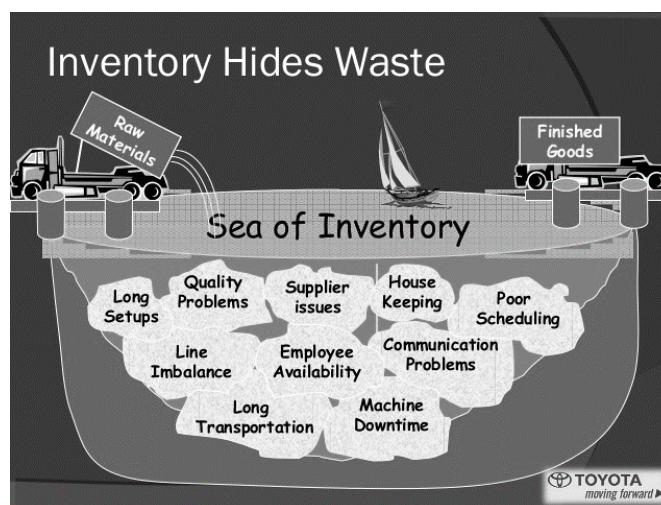 Inventory Hides Waste
Raw
Materials
Finished
Goods
Sea of Inventory
Long
Setups
Quality
Problems
Supplier
issues
House
Keeping
Poor
Scheduling
Line
Imbalance
Employee
Availability
Communication
Problems
Long
Transportation
Machine
Downtime
TOYOTA
moving forward